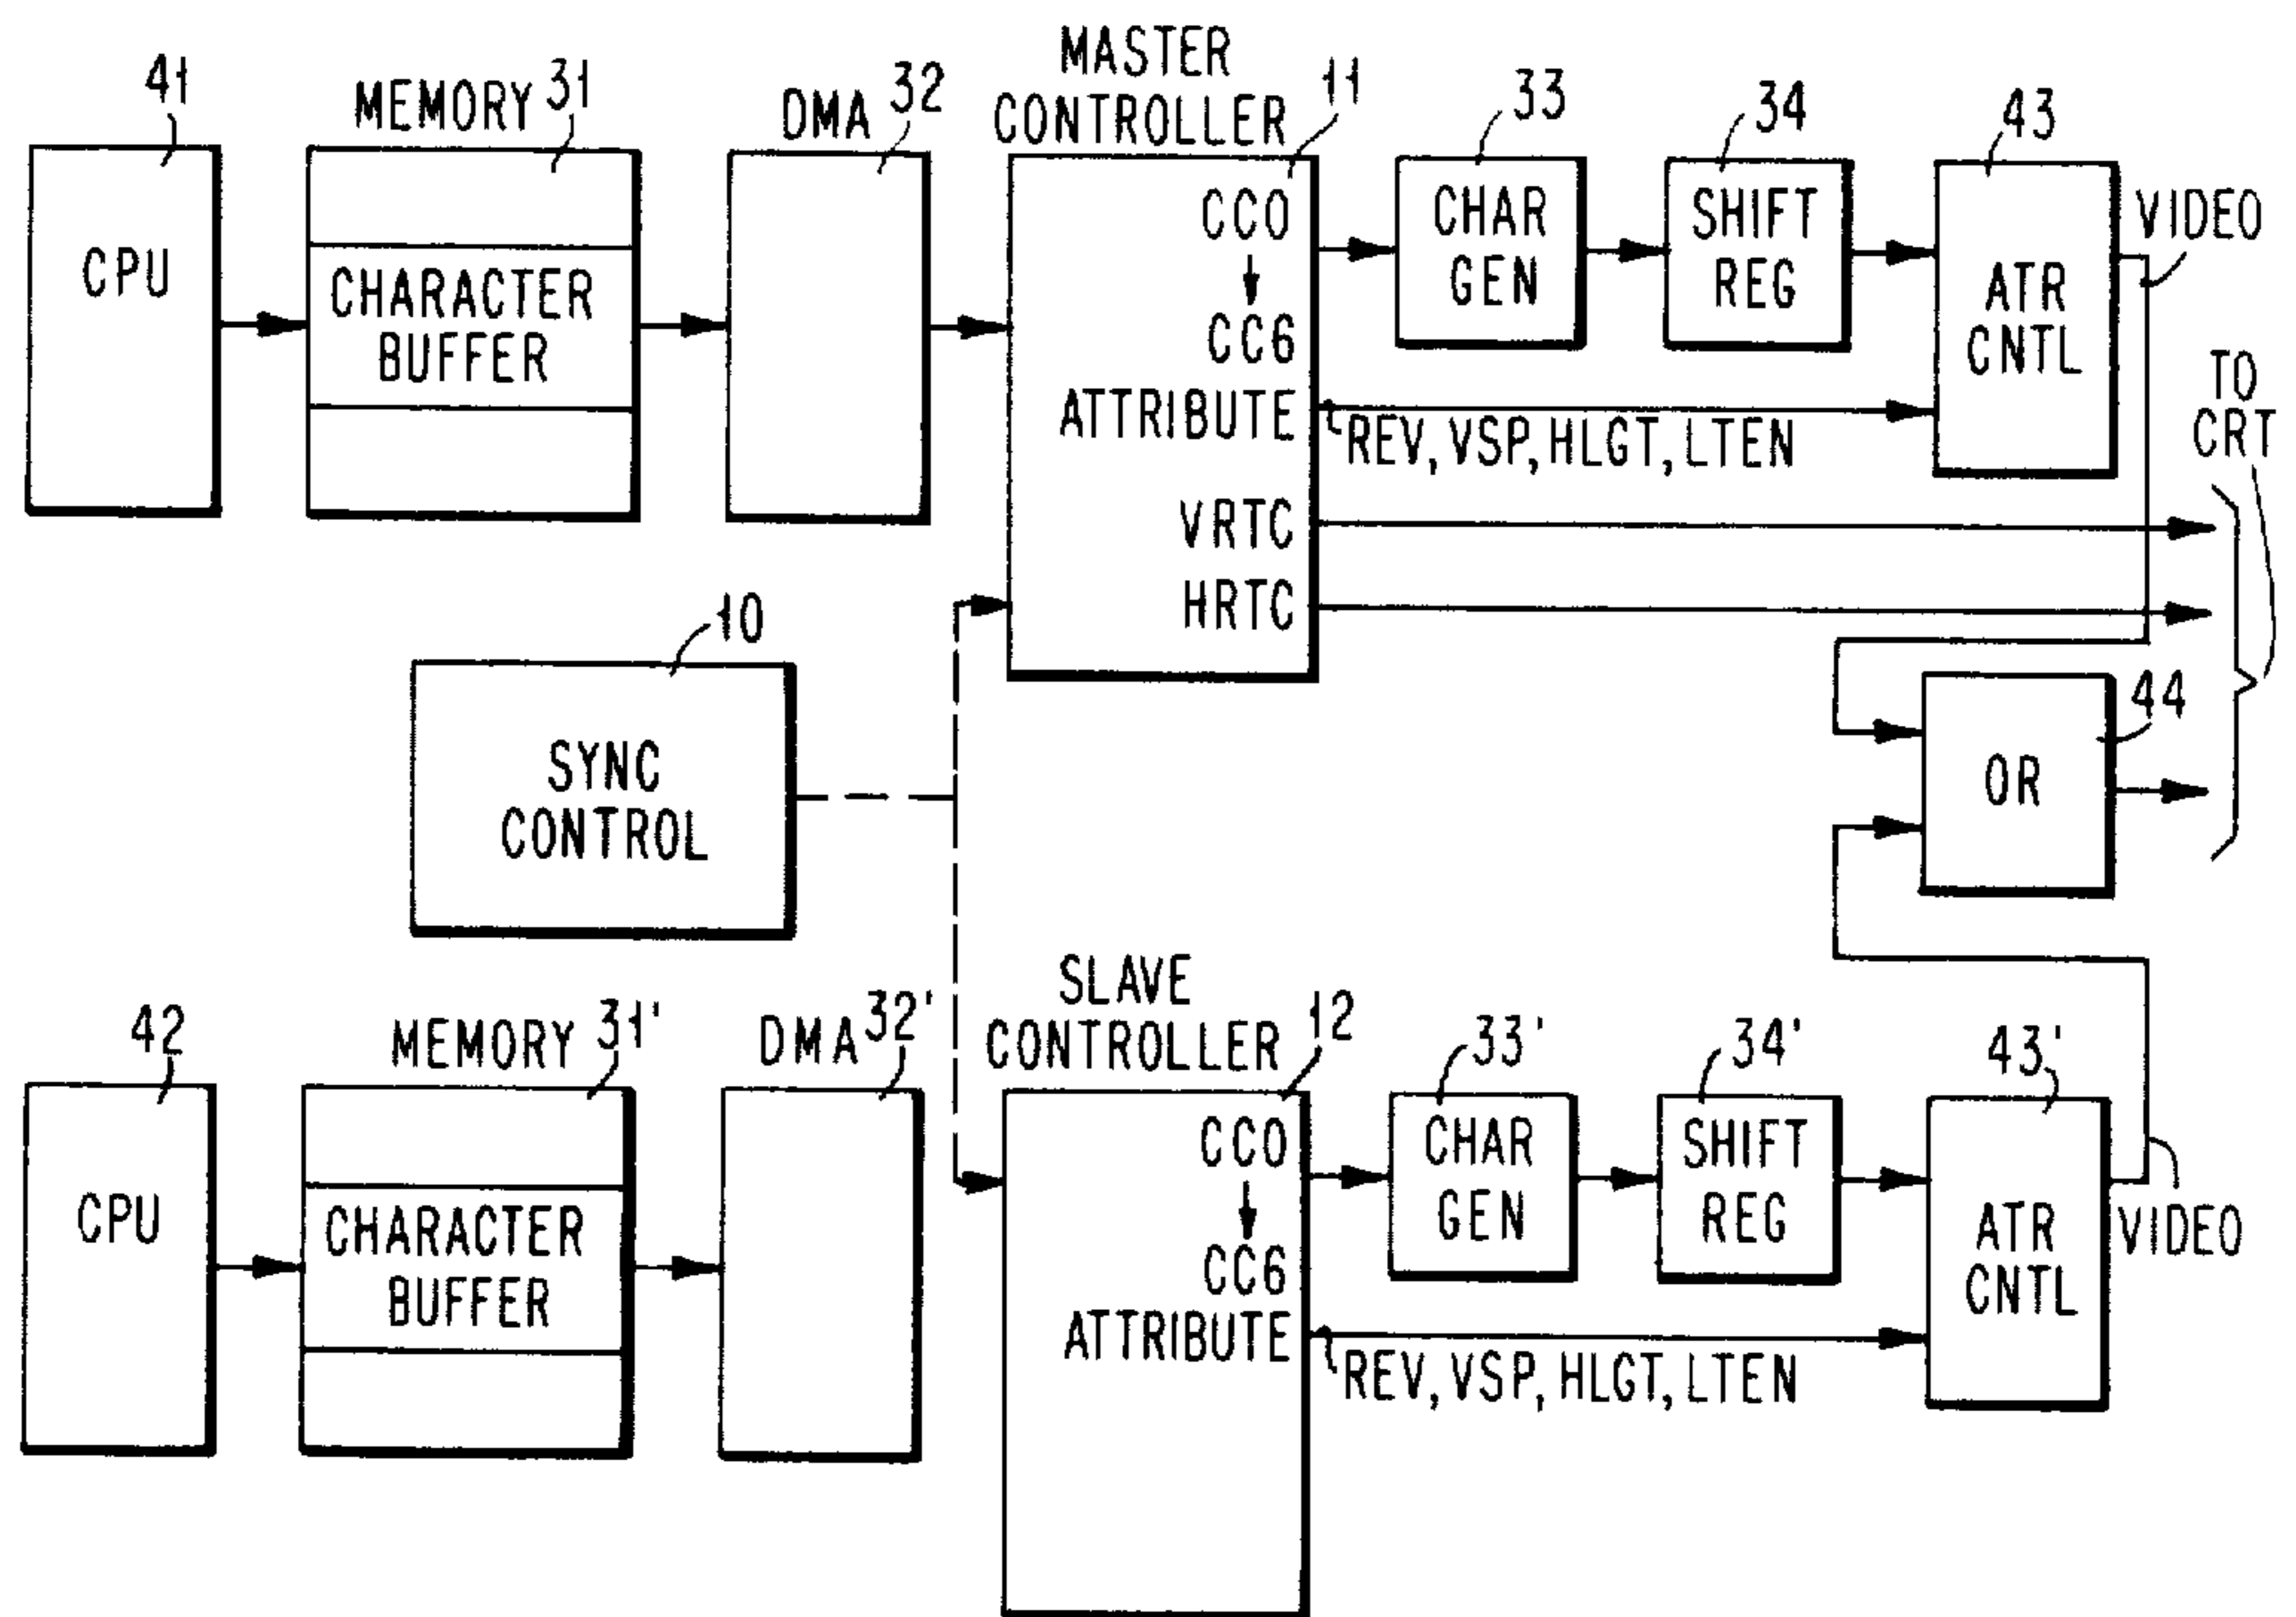 41
MEMORY 31
DMA 32
MASTER
CONTROLLER 11
33
34
43
CPU
CHARACTER
BUFFER
CC0
CC6
ATTRIBUTE
VRTC
HRTC
CHAR
GEN
SHIFT
REG
ATR
CNTL
VIDEO
REV, VSP, HLGT, LTEN
TO
CRT
10
SYNC
CONTROL
44
OR
42
MEMORY 31'
DMA 32'
SLAVE
CONTROLLER 12
33'
34'
43'
CPU
CHARACTER
BUFFER
CC0
CC6
ATTRIBUTE
CHAR
GEN
SHIFT
REG
ATR
CNTL
VIDEO
REV, VSP, HLGT, LTEN